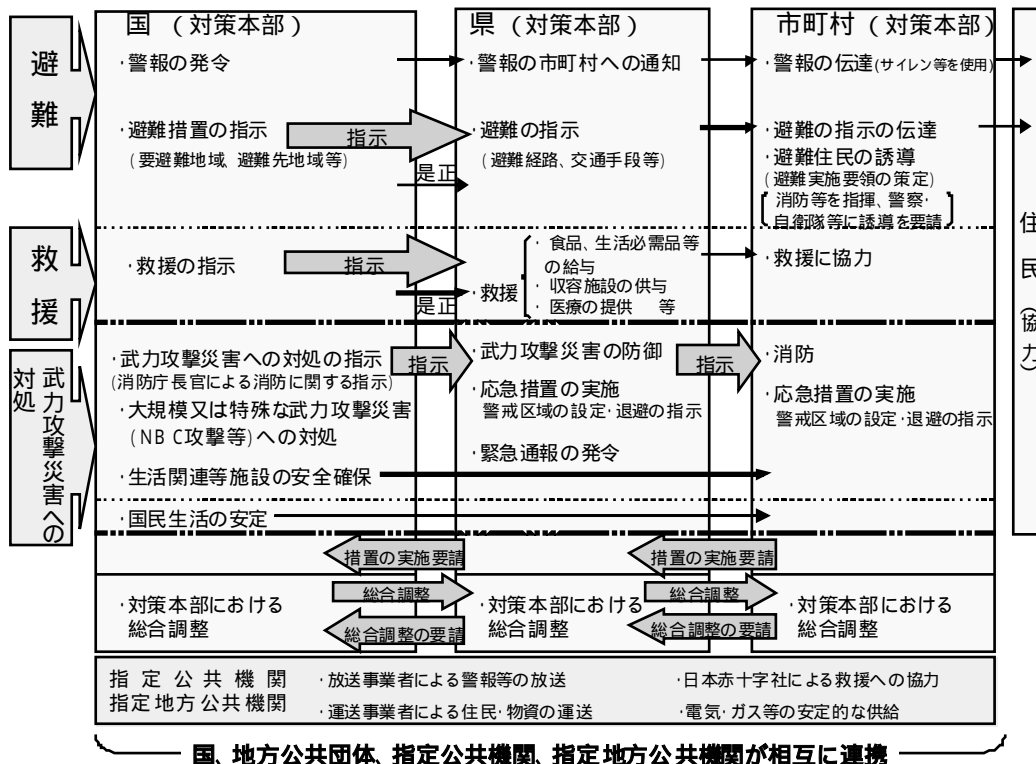 避難
国（対策本部）
・警報の発令
・避難措置の指示
(要避難地域、避難先地域等)
指示
是正
県（対策本部）
・警報の市町村への通知
・避難の指示
(避難経路、交通手段等)
市町村（対策本部）
・警報の伝達(サイレン等を使用)
・避難の指示の伝達
・避難住民の誘導
(避難実施要領の策定)
消防等を指揮、警察・
自衛隊等に誘導を要請
救援
・救援の指示
指示
是正
・救援
・食品、生活必需品等
の給与
・収容施設の供与
・医療の提供　等
・救援に協力
住民（協力）
武力攻撃災害への
対処
・武力攻撃災害への対処の指示
(消防庁長官による消防に関する指示)
・大規模又は特殊な武力攻撃災害
(NBC攻撃等)への対処
・生活関連等施設の安全確保
・国民生活の安定
指示
・武力攻撃災害の防御
・応急措置の実施
警戒区域の設定・退避の指示
・緊急通報の発令
指示
・消防
・応急措置の実施
警戒区域の設定・退避の指示
措置の実施要請
措置の実施要請
・対策本部における
総合調整
総合調整
総合調整の要請
・対策本部における
総合調整
総合調整
総合調整の要請
・対策本部における
総合調整
指定公共機関
指定地方公共機関
・放送事業者による警報等の放送
・日本赤十字社による救援への協力
・運送事業者による住民・物資の運送
・電気・ガス等の安定的な供給
国、地方公共団体、指定公共機関、指定地方公共機関が相互に連携